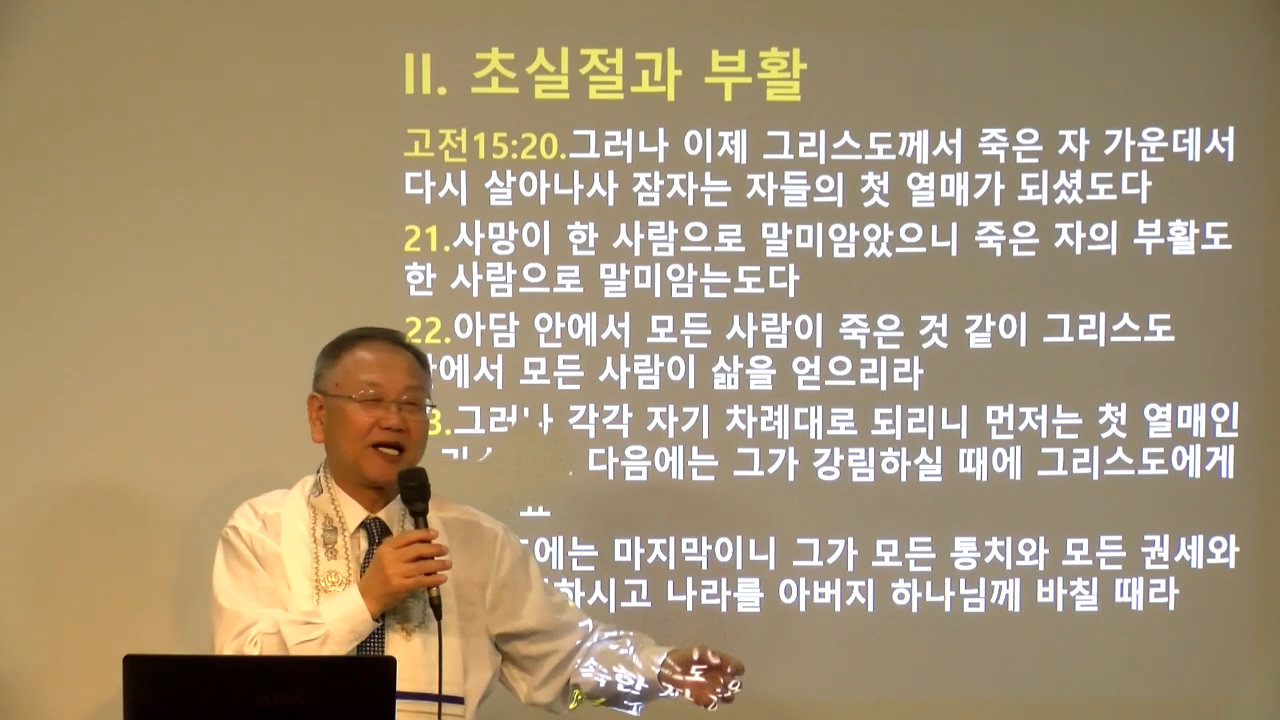 II. 초실절과 부활
고전15:20.그러나 이제 그리스도께서 죽은 자 가운데서
다시 살아나사 잠자는 자들의 첫 열매가 되셨도다
21.사망이 한 사람으로 말미암았으니 죽은 자의 부활도
한 사람으로 말미암는도다
22.아담 안에서 모든 사람이 죽은 것 같이 그리스도
안에서 모든 사람이 삶을 얻으리라
그러나 각각 자기 차례대로 되리니 먼저는 첫 열매인
다음에는 그가 강림하실 때에 그리스도에게
마지막이니 그가 모든 통치와 모든 권세와
나라를 아버지 하나님께 바칠 때라